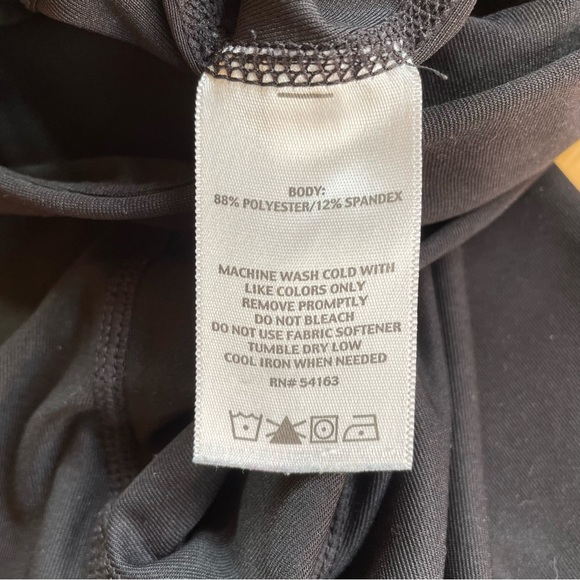 BODY:
88% POLYESTER/12% SPANDEX
MACHINE WASH COLD WITH
LIKE COLORS ONLY
REMOVE PROMPTLY
DO NOT BLEACH
DO NOT USE FABRIC SOFTENER
TUMBLE DRY LOW
COOL IRON WHEN NEEDED
RN# 54163